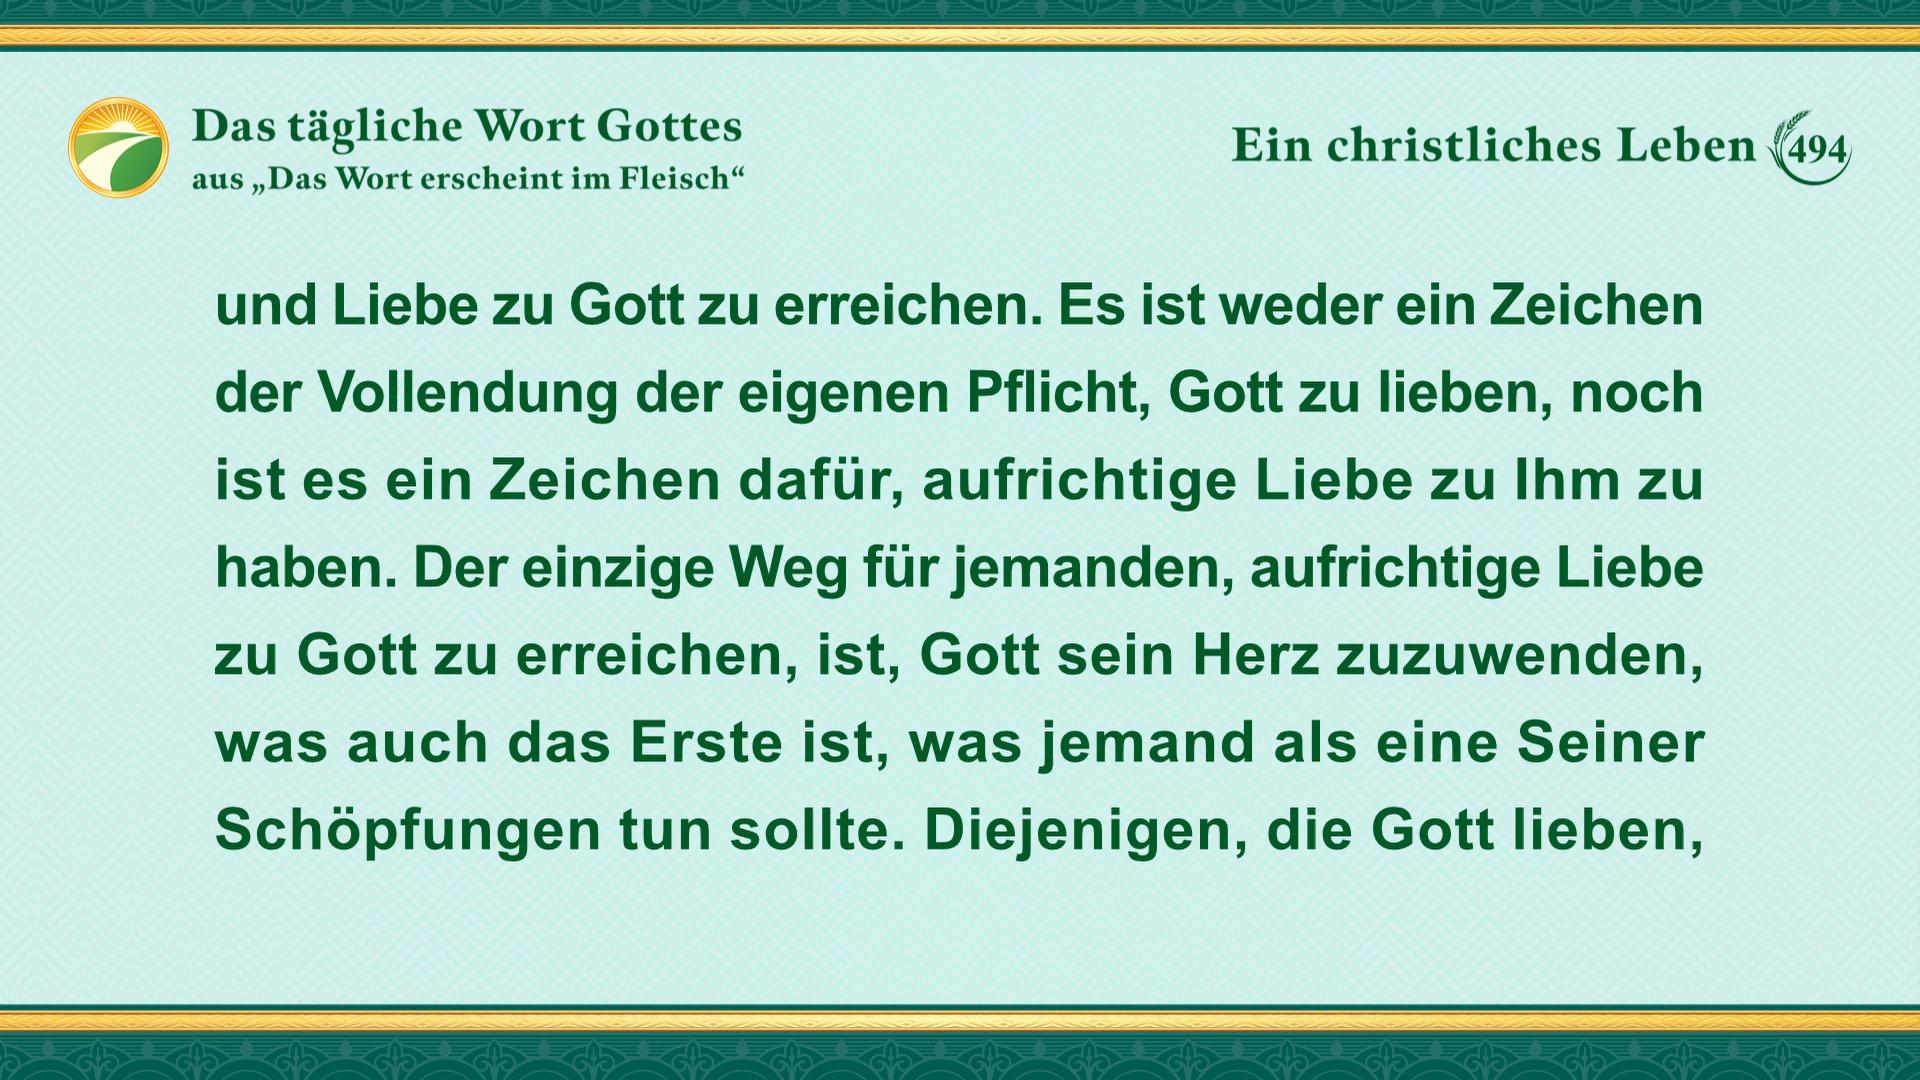 Das tägliche Wort Gottes
aus „Das Wort erscheint im Fleisch“
Ein christliches Leben 494
und Liebe zu Gott zu erreichen. Es ist weder ein Zeichen
der Vollendung der eigenen Pflicht, Gott zu lieben, noch
ist es ein Zeichen dafür, aufrichtige Liebe zu Ihm zu
haben. Der einzige Weg für jemanden, aufrichtige Liebe
zu Gott zu erreichen, ist, Gott sein Herz zuzuwenden,
was auch das Erste ist, was jemand als eine Seiner
Schöpfungen tun sollte. Diejenigen, die Gott lieben,